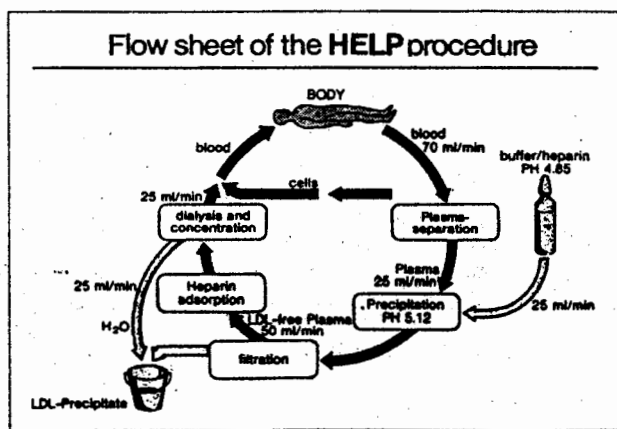 Flow sheet of the HELP procedure
BODY
blood
blood
70 ml/min
buffer/heparin
PH 4.85
cells
25 ml/min
dialysis and
concentration
Plasma-
separation
Plasma
25 ml/min
25 ml/min
Heparin
adsorption
Precipitation
PH 5.12
25 ml/min
LDL-free Plasma
50 ml/min
H₂O
filtration
LDL-Precipitate